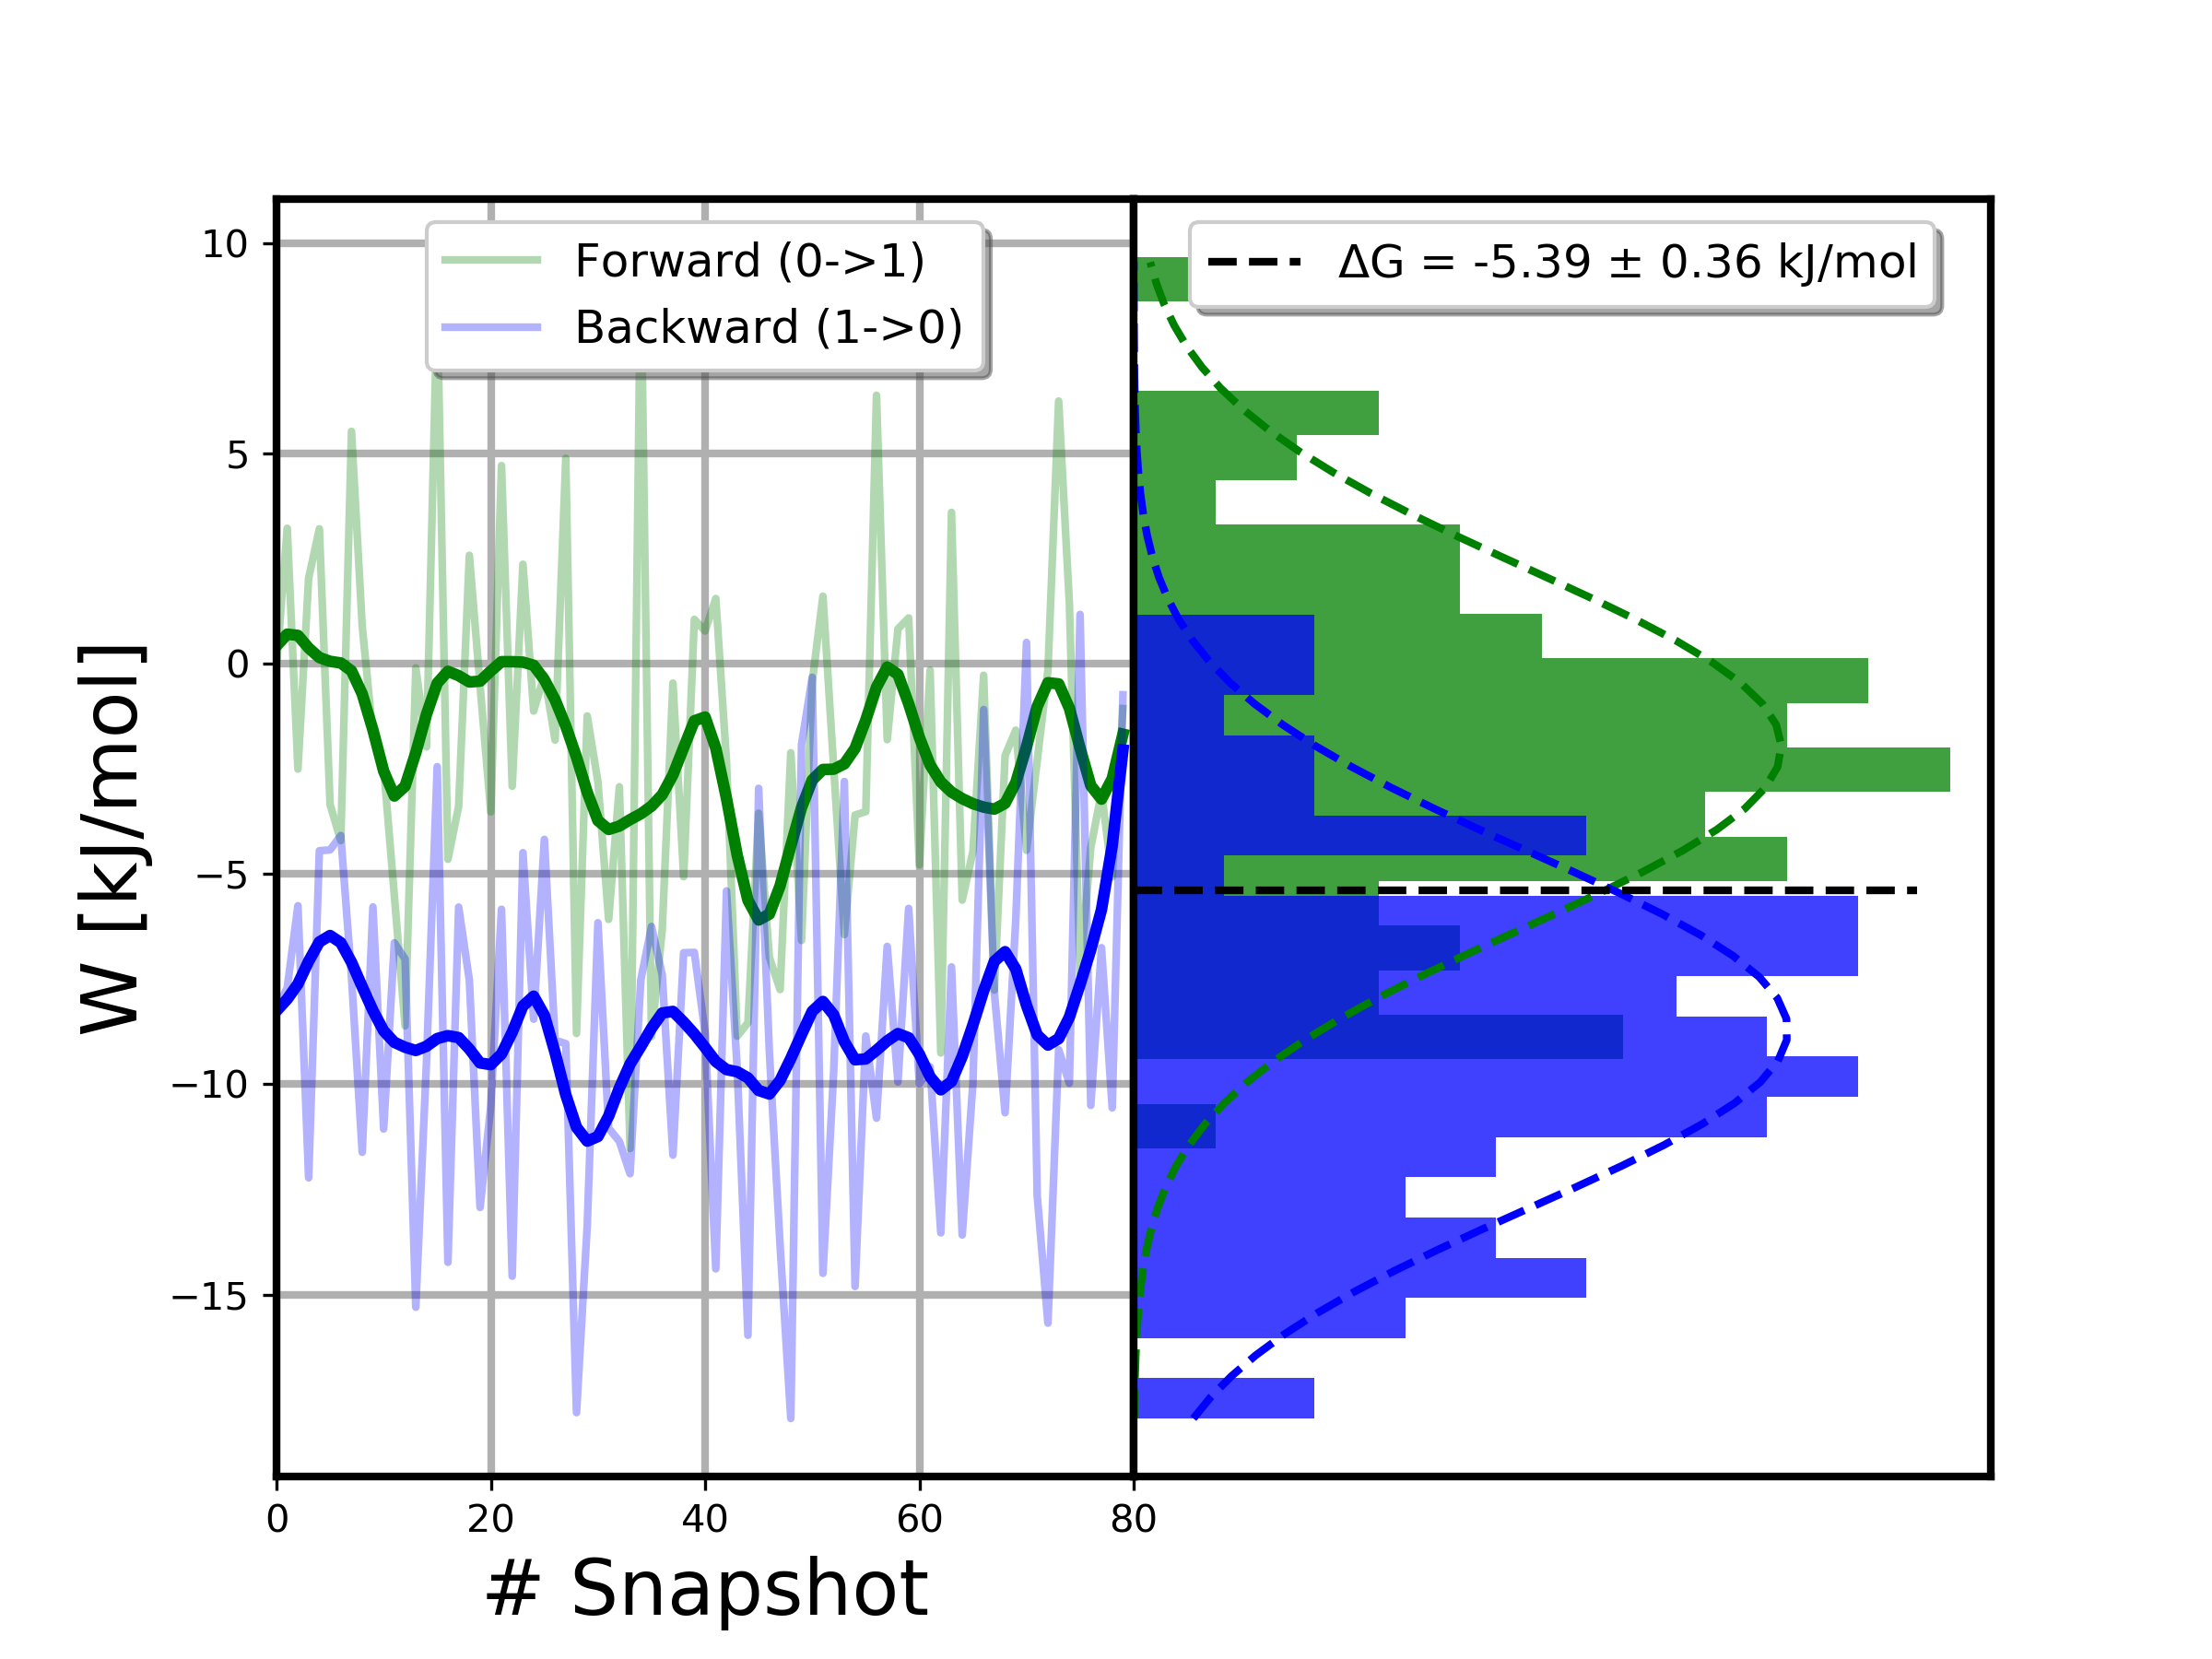 Forward (0->1)
Backward (1->0)
ΔG = -5.39 ± 0.36 kJ/mol
W [kJ/mol]
10
5
0
−5
−10
−15
0 20 40 60 80
# Snapshot